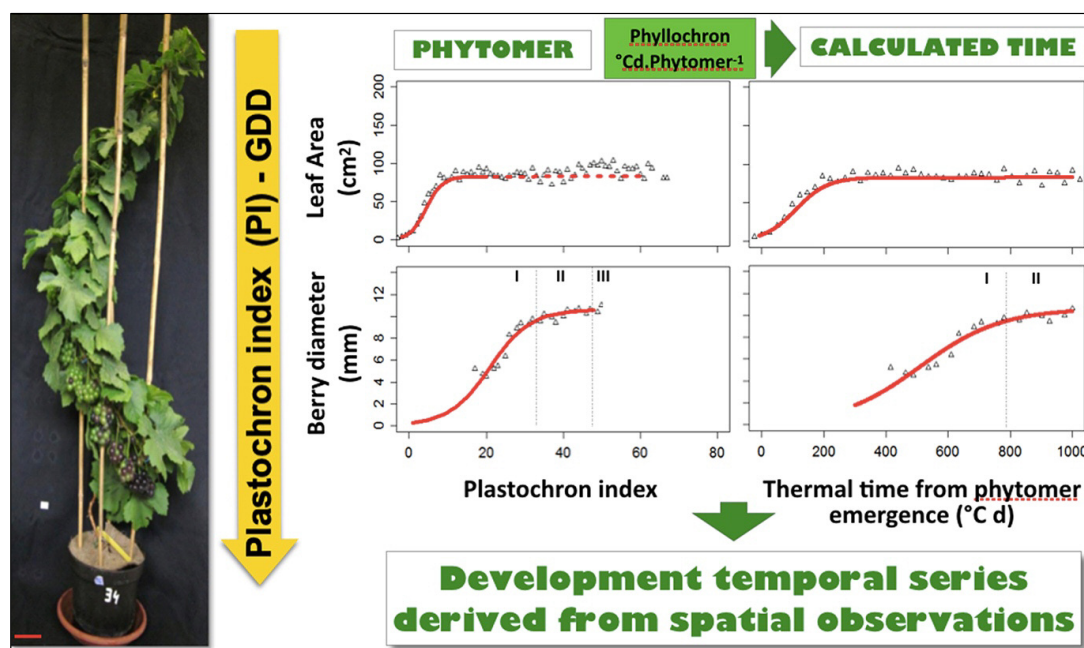 Plastochron index (PI) - GDD
34
PHYTOMER
Phyllochron
°Cd.Phytomer-1
CALCULATED TIME
Leaf Area
(cm²)
200
150
100
50
0
Berry diameter
(mm)
12
10
8
6
4
2
0
I II III
I II
0 20 40 60 80
0 200 400 600 800 1000
Plastochron index
Thermal time from phytomer
emergence (°C d)
Development temporal series
derived from spatial observations